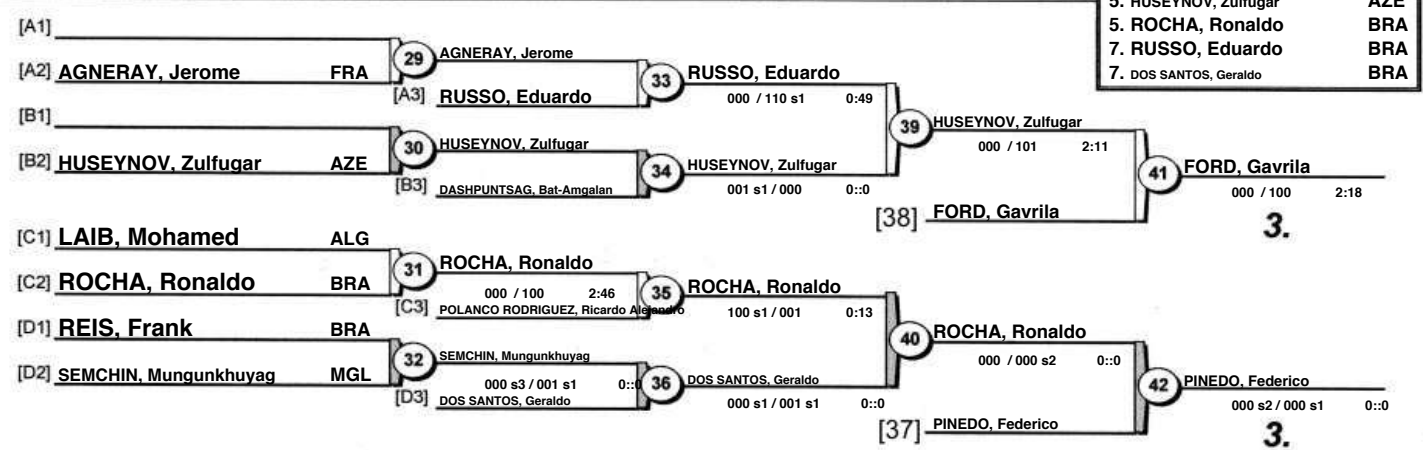 5. HUSEYNOV, Zulfugar AZE
5. ROCHA, Ronaldo BRA
7. RUSSO, Eduardo BRA
7. DOS SANTOS, Geraldo BRA
[A1]
[A2] AGNERAY, Jerome FRA
29
AGNERAY, Jerome
[A3] RUSSO, Eduardo
33
RUSSO, Eduardo
000 / 110 s1 0:49
[B1]
[B2] HUSEYNOV, Zulfugar AZE
30
HUSEYNOV, Zulfugar
[B3] DASHPUNTSAG, Bat-Amgalan
34
HUSEYNOV, Zulfugar
001 s1 / 000 0::0
39
HUSEYNOV, Zulfugar
000 / 101 2:11
[38] FORD, Gavrila
41
FORD, Gavrila
000 / 100 2:18
3.
[C1] LAIB, Mohamed ALG
[C2] ROCHA, Ronaldo BRA
31
ROCHA, Ronaldo
000 / 100 2:46
[C3] POLANCO RODRIGUEZ, Ricardo Alejandro
35
ROCHA, Ronaldo
100 s1 / 001 0:13
[D1] REIS, Frank BRA
[D2] SEMCHIN, Mungunkhuyag MGL
32
SEMCHIN, Mungunkhuyag
000 s3 / 001 s1 0::0
[D3] DOS SANTOS, Geraldo
36
DOS SANTOS, Geraldo
000 s1 / 001 s1 0::0
40
ROCHA, Ronaldo
000 / 000 s2 0::0
[37] PINEDO, Federico
42
PINEDO, Federico
000 s2 / 000 s1 0::0
3.